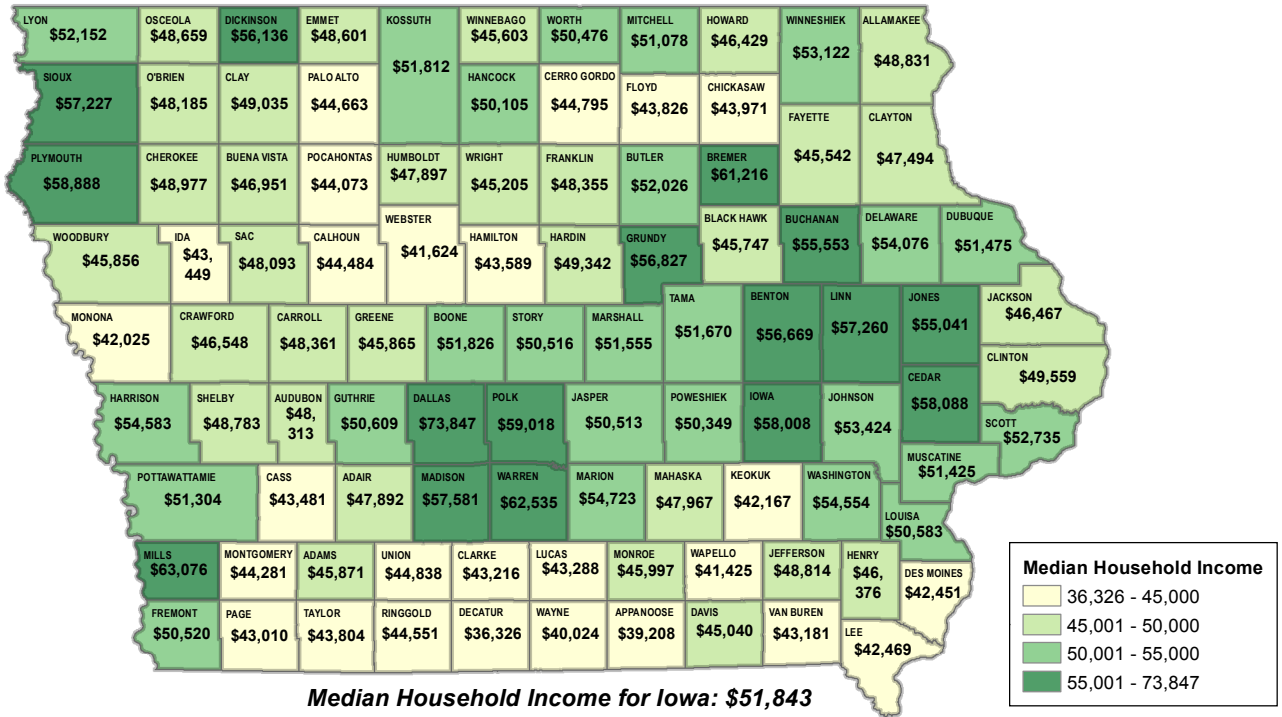 LYON
$52,152
OSCEOLA
$48,659
DICKINSON
$56,136
EMMET
$48,601
KOSSUTH
$51,812
WINNEBAGO
$45,603
WORTH
$50,476
MITCHELL
$51,078
HOWARD
$46,429
WINNESHIEK
$53,122
ALLAMAKEE
$48,831
SIOUX
$57,227
O'BRIEN
$48,185
CLAY
$49,035
PALO ALTO
$44,663
HANCOCK
$50,105
CERRO GORDO
$44,795
FLOYD
$43,826
CHICKASAW
$43,971
FAYETTE
$45,542
CLAYTON
$47,494
PLYMOUTH
$58,888
CHEROKEE
$48,977
BUENA VISTA
$46,951
POCAHONTAS
$44,073
HUMBOLDT
$47,897
WRIGHT
$45,205
FRANKLIN
$48,355
BUTLER
$52,026
BREMER
$61,216
WOODBURY
$45,856
IDA
$43,
449
SAC
$48,093
CALHOUN
$44,484
WEBSTER
$41,624
HAMILTON
$43,589
HARDIN
$49,342
GRUNDY
$56,827
BLACK HAWK
$45,747
BUCHANAN
$55,553
DELAWARE
$54,076
DUBUQUE
$51,475
MONONA
$42,025
CRAWFORD
$46,548
CARROLL
$48,361
GREENE
$45,865
BOONE
$51,826
STORY
$50,516
MARSHALL
$51,555
TAMA
$51,670
BENTON
$56,669
LINN
$57,260
JONES
$55,041
JACKSON
$46,467
CLINTON
$49,559
HARRISON
$54,583
SHELBY
$48,783
AUDUBON
$48,
313
GUTHRIE
$50,609
DALLAS
$73,847
POLK
$59,018
JASPER
$50,513
POWESHIEK
$50,349
IOWA
$58,008
JOHNSON
$53,424
CEDAR
$58,088
SCOTT
$52,735
MUSCATINE
$51,425
POTTAWATTAMIE
$51,304
CASS
$43,481
ADAIR
$47,892
MADISON
$57,581
WARREN
$62,535
MARION
$54,723
MAHASKA
$47,967
KEOKUK
$42,167
WASHINGTON
$54,554
LOUISA
$50,583
MILLS
$63,076
MONTGOMERY
$44,281
ADAMS
$45,871
UNION
$44,838
CLARKE
$43,216
LUCAS
$43,288
MONROE
$45,997
WAPELLO
$41,425
JEFFERSON
$48,814
HENRY
$46,
376
DES MOINES
$42,451
FREMONT
$50,520
PAGE
$43,010
TAYLOR
$43,804
RINGGOLD
$44,551
DECATUR
$36,326
WAYNE
$40,024
APPANOOSE
$39,208
DAVIS
$45,040
VAN BUREN
$43,181
LEE
$42,469
Median Household Income for Iowa: $51,843
Median Household Income
36,326 - 45,000
45,001 - 50,000
50,001 - 55,000
55,001 - 73,847